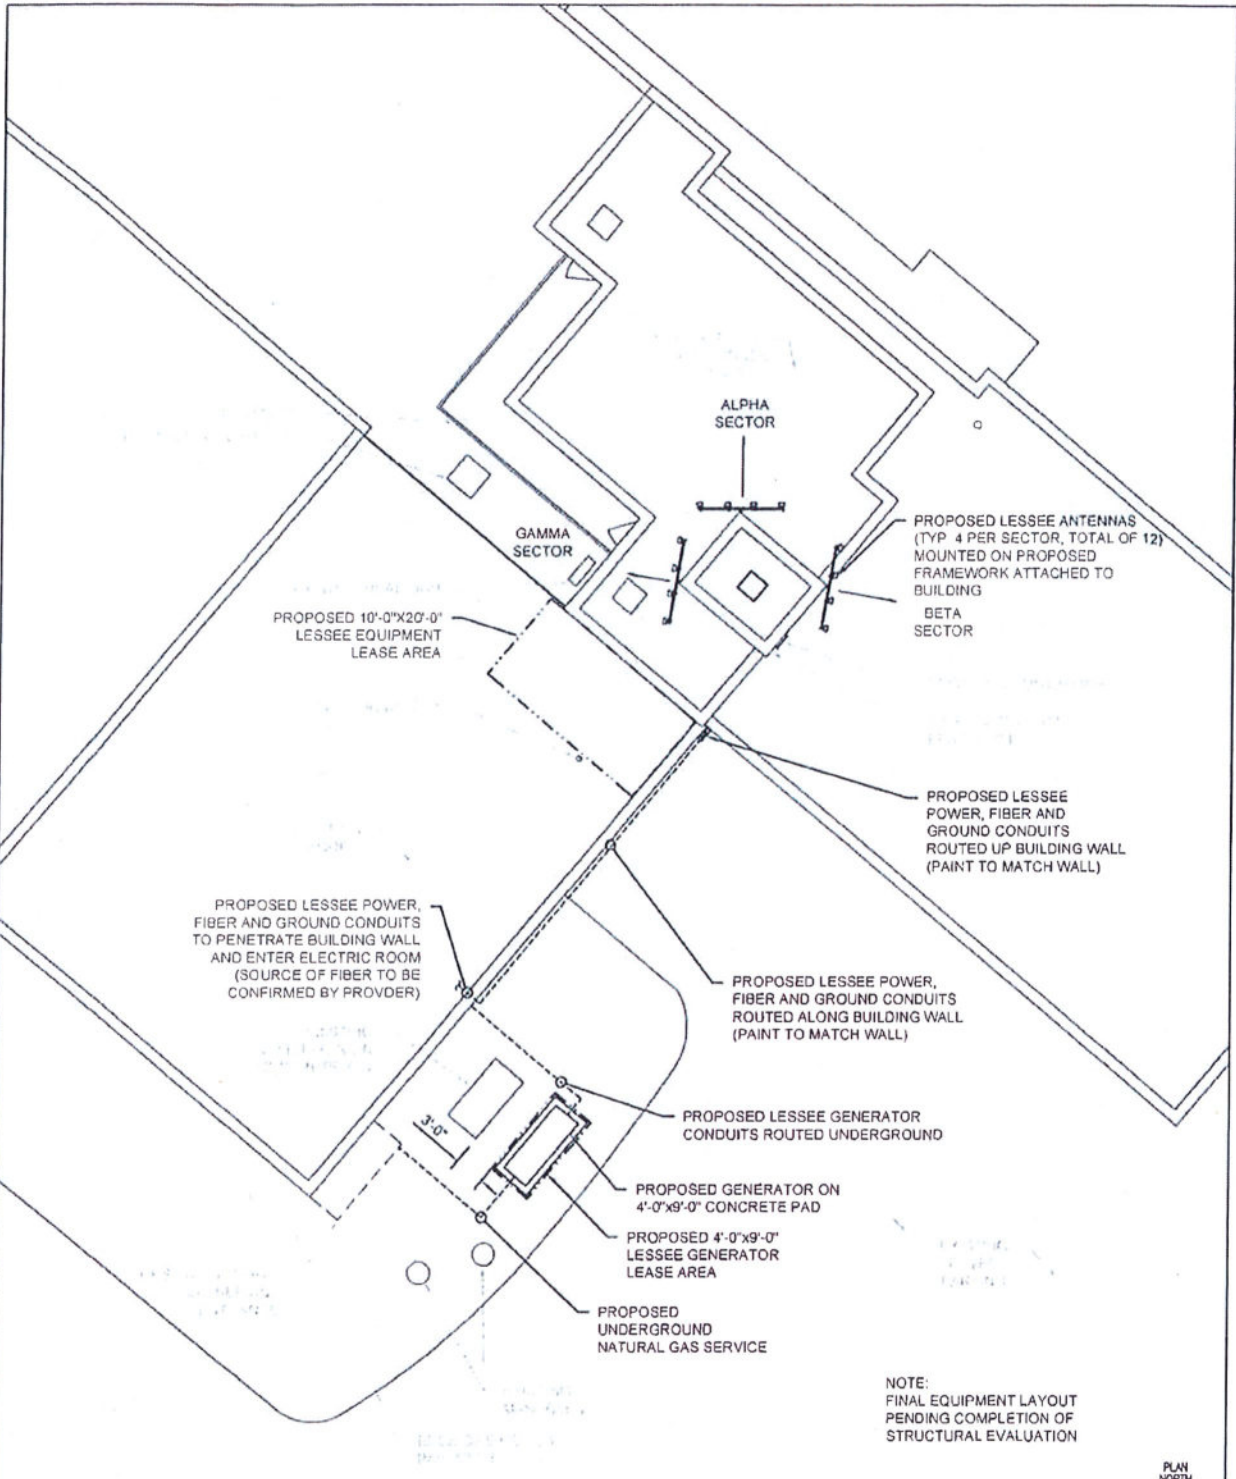 ALPHA
SECTOR
GAMMA
SECTOR
PROPOSED LESSEE ANTENNAS
(TYP 4 PER SECTOR, TOTAL OF 12)
MOUNTED ON PROPOSED
FRAMEWORK ATTACHED TO
BUILDING
BETA
SECTOR
PROPOSED 10'-0"X20'-0"
LESSEE EQUIPMENT
LEASE AREA
PROPOSED LESSEE
POWER, FIBER AND
GROUND CONDUITS
ROUTED UP BUILDING WALL
(PAINT TO MATCH WALL)
PROPOSED LESSEE POWER,
FIBER AND GROUND CONDUITS
TO PENETRATE BUILDING WALL
AND ENTER ELECTRIC ROOM
(SOURCE OF FIBER TO BE
CONFIRMED BY PROVDER)
PROPOSED LESSEE POWER,
FIBER AND GROUND CONDUITS
ROUTED ALONG BUILDING WALL
(PAINT TO MATCH WALL)
3'-0"
PROPOSED LESSEE GENERATOR
CONDUITS ROUTED UNDERGROUND
PROPOSED GENERATOR ON
4'-0"x9'-0" CONCRETE PAD
PROPOSED 4'-0"x9'-0"
LESSEE GENERATOR
LEASE AREA
PROPOSED
UNDERGROUND
NATURAL GAS SERVICE
NOTE:
FINAL EQUIPMENT LAYOUT
PENDING COMPLETION OF
STRUCTURAL EVALUATION
PLAN
NORTH